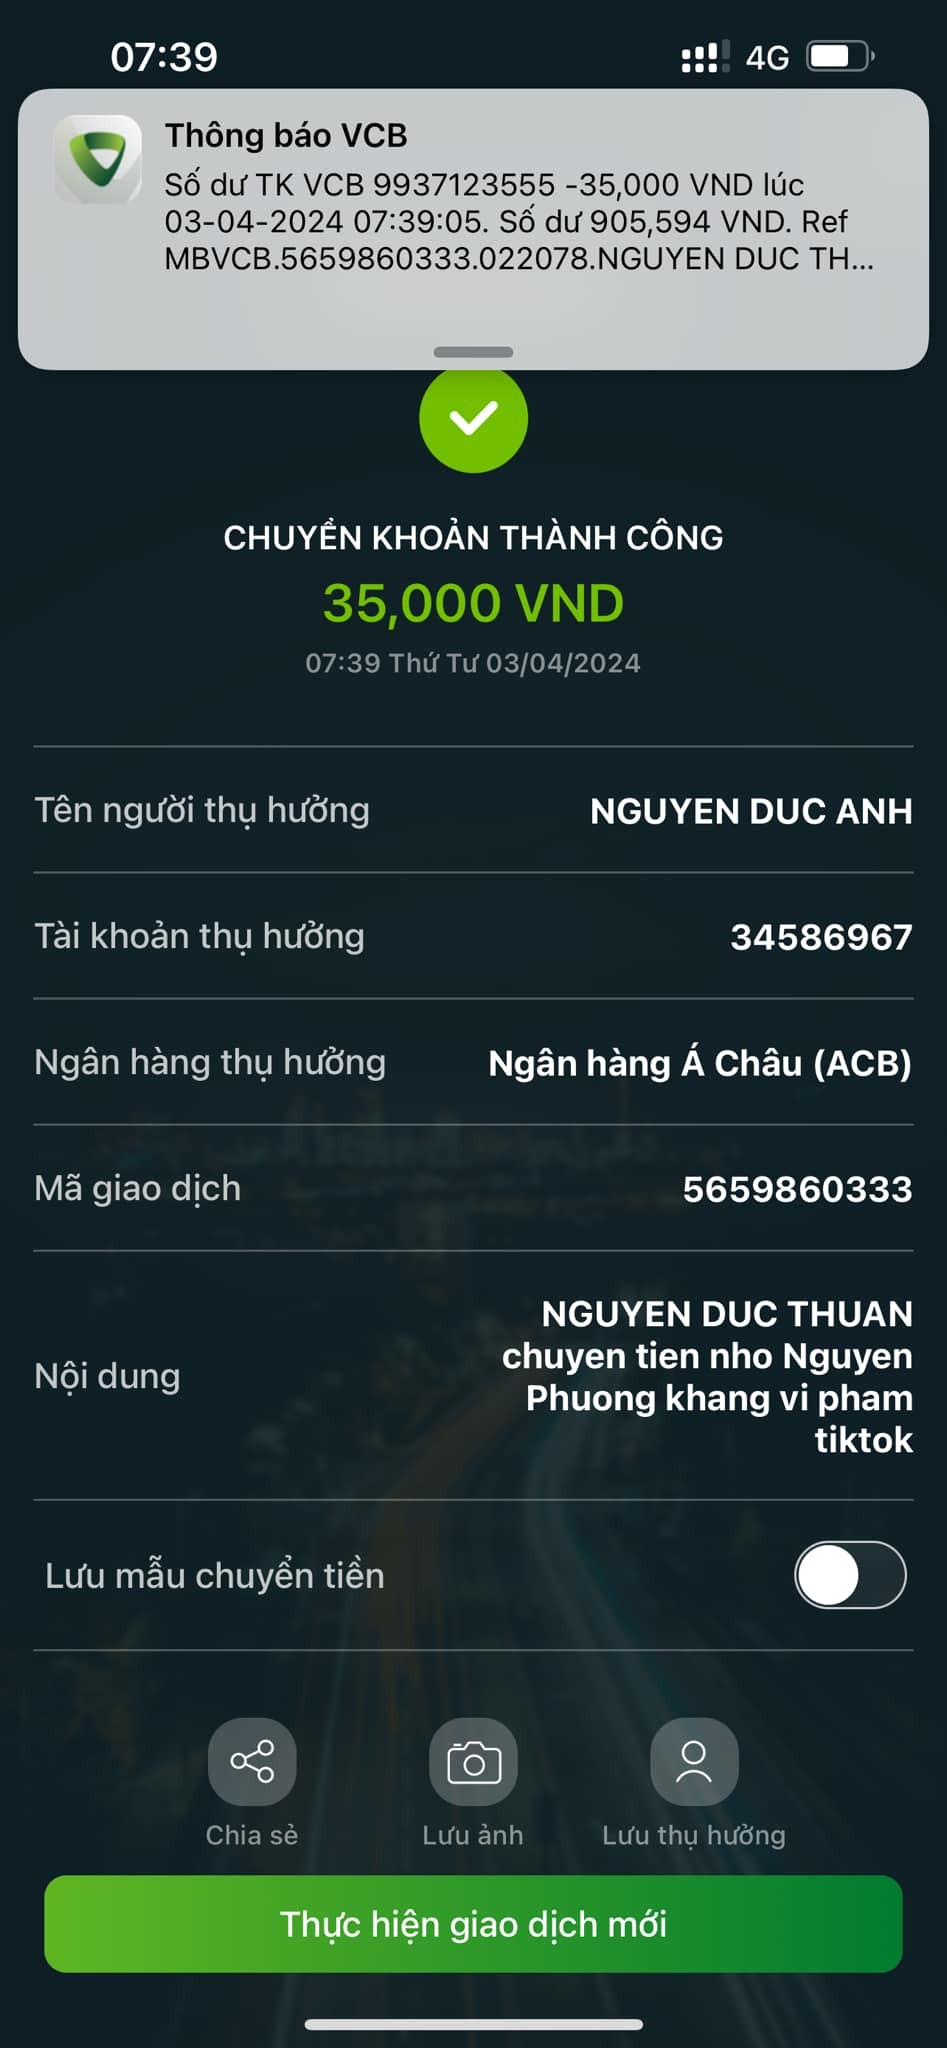 07:39
4G
Thông báo VCB
Số dư TK VCB 9937123555 -35,000 VND lúc
03-04-2024 07:39:05. Số dư 905,594 VND. Ref
MBVCB.5659860333.022078.NGUYEN DUC TH...
CHUYỂN KHOẢN THÀNH CÔNG
35,000 VND
07:39 Thứ Tư 03/04/2024
Tên người thụ hưởng
NGUYEN DUC ANH
Tài khoản thụ hưởng
34586967
Ngân hàng thụ hưởng
Ngân hàng Á Châu (ACB)
Mã giao dịch
5659860333
Nội dung
NGUYEN DUC THUAN
chuyen tien nho Nguyen
Phuong khang vi pham
tiktok
Lưu mẫu chuyển tiền
Chia sẻ
Lưu ảnh
Lưu thụ hưởng
Thực hiện giao dịch mới